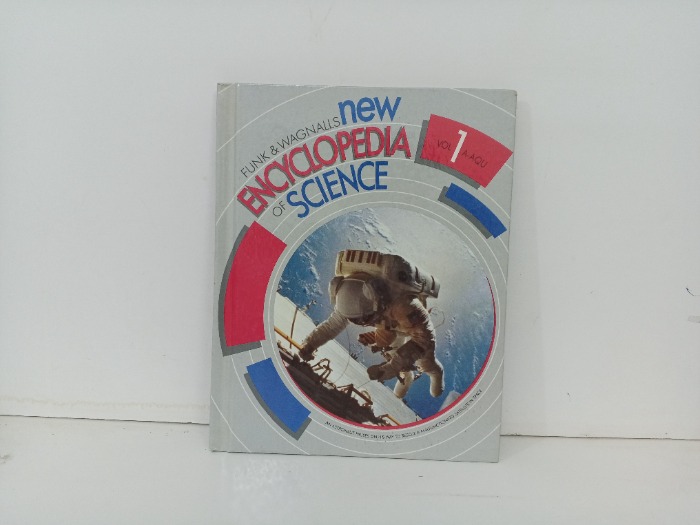 FUNK & WAGNALLS new
ENCYCLOPEDIA
OF SCIENCE
VOL 1 A-AQU